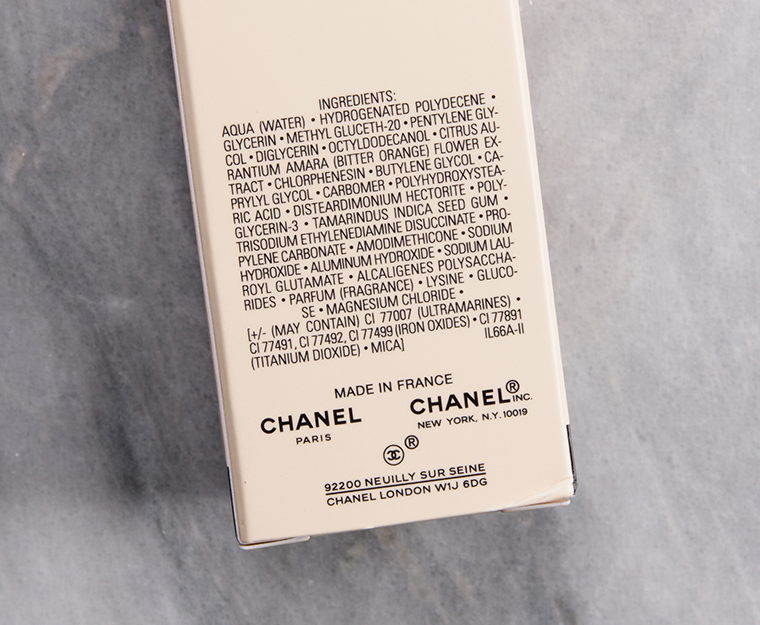 INGREDIENTS:
AQUA (WATER) • HYDROGENATED POLYDECENE •
GLYCERIN • METHYL GLUCETH-20 • PENTYLENE GLY-
COL • DIGLYCERIN • OCTYLDODECANOL • CITRUS AU-
RANTIUM AMARA (BITTER ORANGE) FLOWER EX-
TRACT • CHLORPHENESIN • BUTYLENE GLYCOL • CA-
PRYLYL GLYCOL • CARBOMER • POLYHYDROXYSTEA-
RIC ACID • DISTEARDIMONIUM HECTORITE • POLY-
GLYCERIN-3 • TAMARINDUS INDICA SEED GUM •
TRISODIUM ETHYLENEDIAMINE DISUCCINATE • PRO-
PYLENE CARBONATE • AMODIMETHICONE • SODIUM
HYDROXIDE • ALUMINUM HYDROXIDE • SODIUM LAU-
ROYL GLUTAMATE • ALCALIGENES POLYSACCHA-
RIDES • PARFUM (FRAGRANCE) • LYSINE • GLUCO-
SE • MAGNESIUM CHLORIDE •
[+/- (MAY CONTAIN) CI 77007 (ULTRAMARINES) •
CI 77491, CI 77492, CI 77499 (IRON OXIDES) • CI 77891
(TITANIUM DIOXIDE) • MICA] IL66A-II
MADE IN FRANCE
CHANEL CHANEL® INC.
PARIS NEW YORK, N.Y. 10019
®
92200 NEUILLY SUR SEINE
CHANEL LONDON W1J 6DG